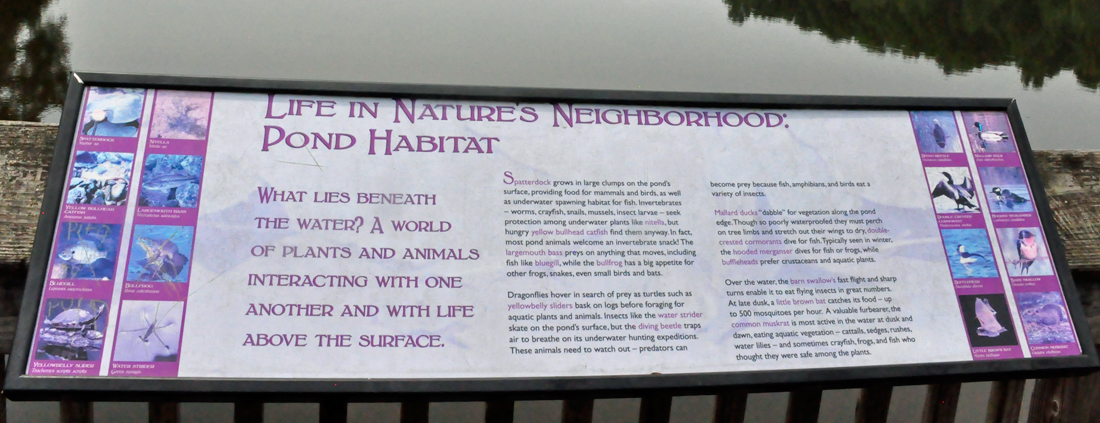 LIFE IN NATURE'S NEIGHBORHOOD:
POND HABITAT
WHAT LIES BENEATH
THE WATER? A WORLD
OF PLANTS AND ANIMALS
INTERACTING WITH ONE
ANOTHER AND WITH LIFE
ABOVE THE SURFACE.
Spatterdock grows in large clumps on the pond's
surface, providing food for mammals and birds, as well
as underwater spawning habitat for fish. Invertebrates
– worms, crayfish, snails, mussels, insect larvae – seek
protection among underwater plants like nitella, but
hungry yellow bullhead catfish find them anyway. In fact,
most pond animals welcome an invertebrate snack! The
largemouth bass preys on anything that moves, including
fish like bluegill, while the bullfrog has a big appetite for
other frogs, snakes, even small birds and bats.
Dragonflies hover in search of prey as turtles such as
yellowbelly sliders bask on logs before foraging for
aquatic plants and animals. Insects like the water strider
skate on the pond's surface, but the diving beetle traps
air to breathe on its underwater hunting expeditions.
These animals need to watch out – predators can
become prey because fish, amphibians, and birds eat a
variety of insects.
Mallard ducks "dabble" for vegetation along the pond
edge. Though so poorly waterproofed they must perch
on tree limbs and stretch out their wings to dry, double-
crested cormorants dive for fish. Typically seen in winter,
the hooded merganser dives for fish or frogs, while
buffleheads prefer crustaceans and aquatic plants.
Over the water, the barn swallow's fast flight and sharp
turns enable it to eat flying insects in great numbers.
At late dusk, a little brown bat catches its food – up
to 500 mosquitoes per hour. A valuable furbearer, the
common muskrat is most active in the water at dusk and
dawn, eating aquatic vegetation – cattails, sedges, rushes,
water lilies – and sometimes crayfish, frogs, and fish who
thought they were safe among the plants.
SPATTERDOCK
NITELLA
YELLOW BULLHEAD
CATFISH
LARGEMOUTH BASS
BLUEGILL
BULLFROG
YELLOWBELLY SLIDER
WATER STRIDER
DIVING BEETLE
MALLARD DUCK
DOUBLE-CRESTED
CORMORANT
HOODED MERGANSER
BUFFLEHEAD
BARN SWALLOW
LITTLE BROWN BAT
COMMON MUSKRAT